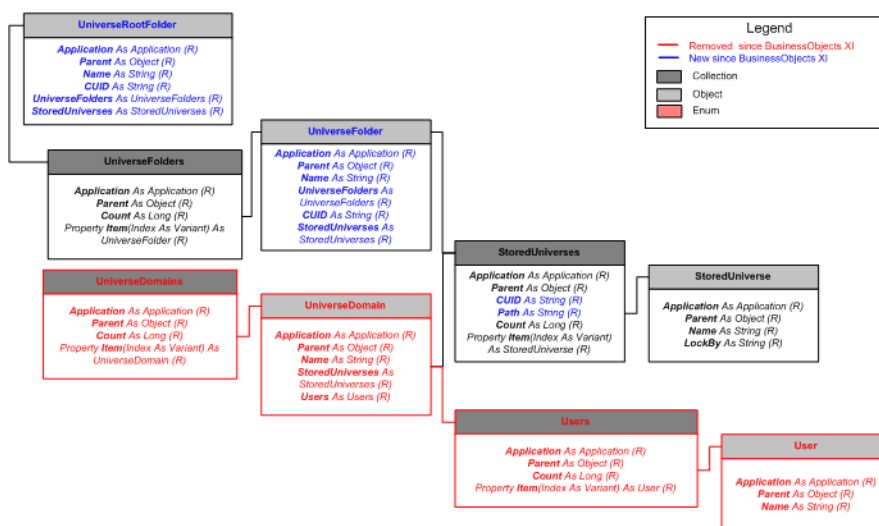 UniverseRootFolder
Application As Application (R)
Parent As Object (R)
Name As String (R)
CUID As String (R)
UniverseFolders As UniverseFolders (R)
StoredUniverses As StoredUniverses (R)
Legend
Removed since BusinessObjects XI
New since BusinessObjects XI
Collection
Object
Enum
UniverseFolders
Application As Application (R)
Parent As Object (R)
Count As Long (R)
Property Item(Index As Variant) As
UniverseFolder (R)
UniverseFolder
Application As Application (R)
Parent As Object (R)
Name As String (R)
UniverseFolders As
UniverseFolders (R)
CUID As String (R)
StoredUniverses As
StoredUniverses (R)
StoredUniverses
Application As Application (R)
Parent As Object (R)
CUID As String (R)
Path As String (R)
Count As Long (R)
Property Item(Index As Variant)
As StoredUniverse (R)
StoredUniverse
Application As Application (R)
Parent As Object (R)
Name As String (R)
LockBy As String (R)
UniverseDomains
Application As Application (R)
Parent As Object (R)
Count As Long (R)
Property Item(Index As Variant) As
UniverseDomain (R)
UniverseDomain
Application As Application (R)
Parent As Object (R)
Name As String (R)
StoredUniverses As
StoredUniverses (R)
Users As Users (R)
Users
Application As Application (R)
Parent As Object (R)
Count As Long (R)
Property Item(Index As Variant) As User (R)
User
Application As Application (R)
Parent As Object (R)
Name As String (R)